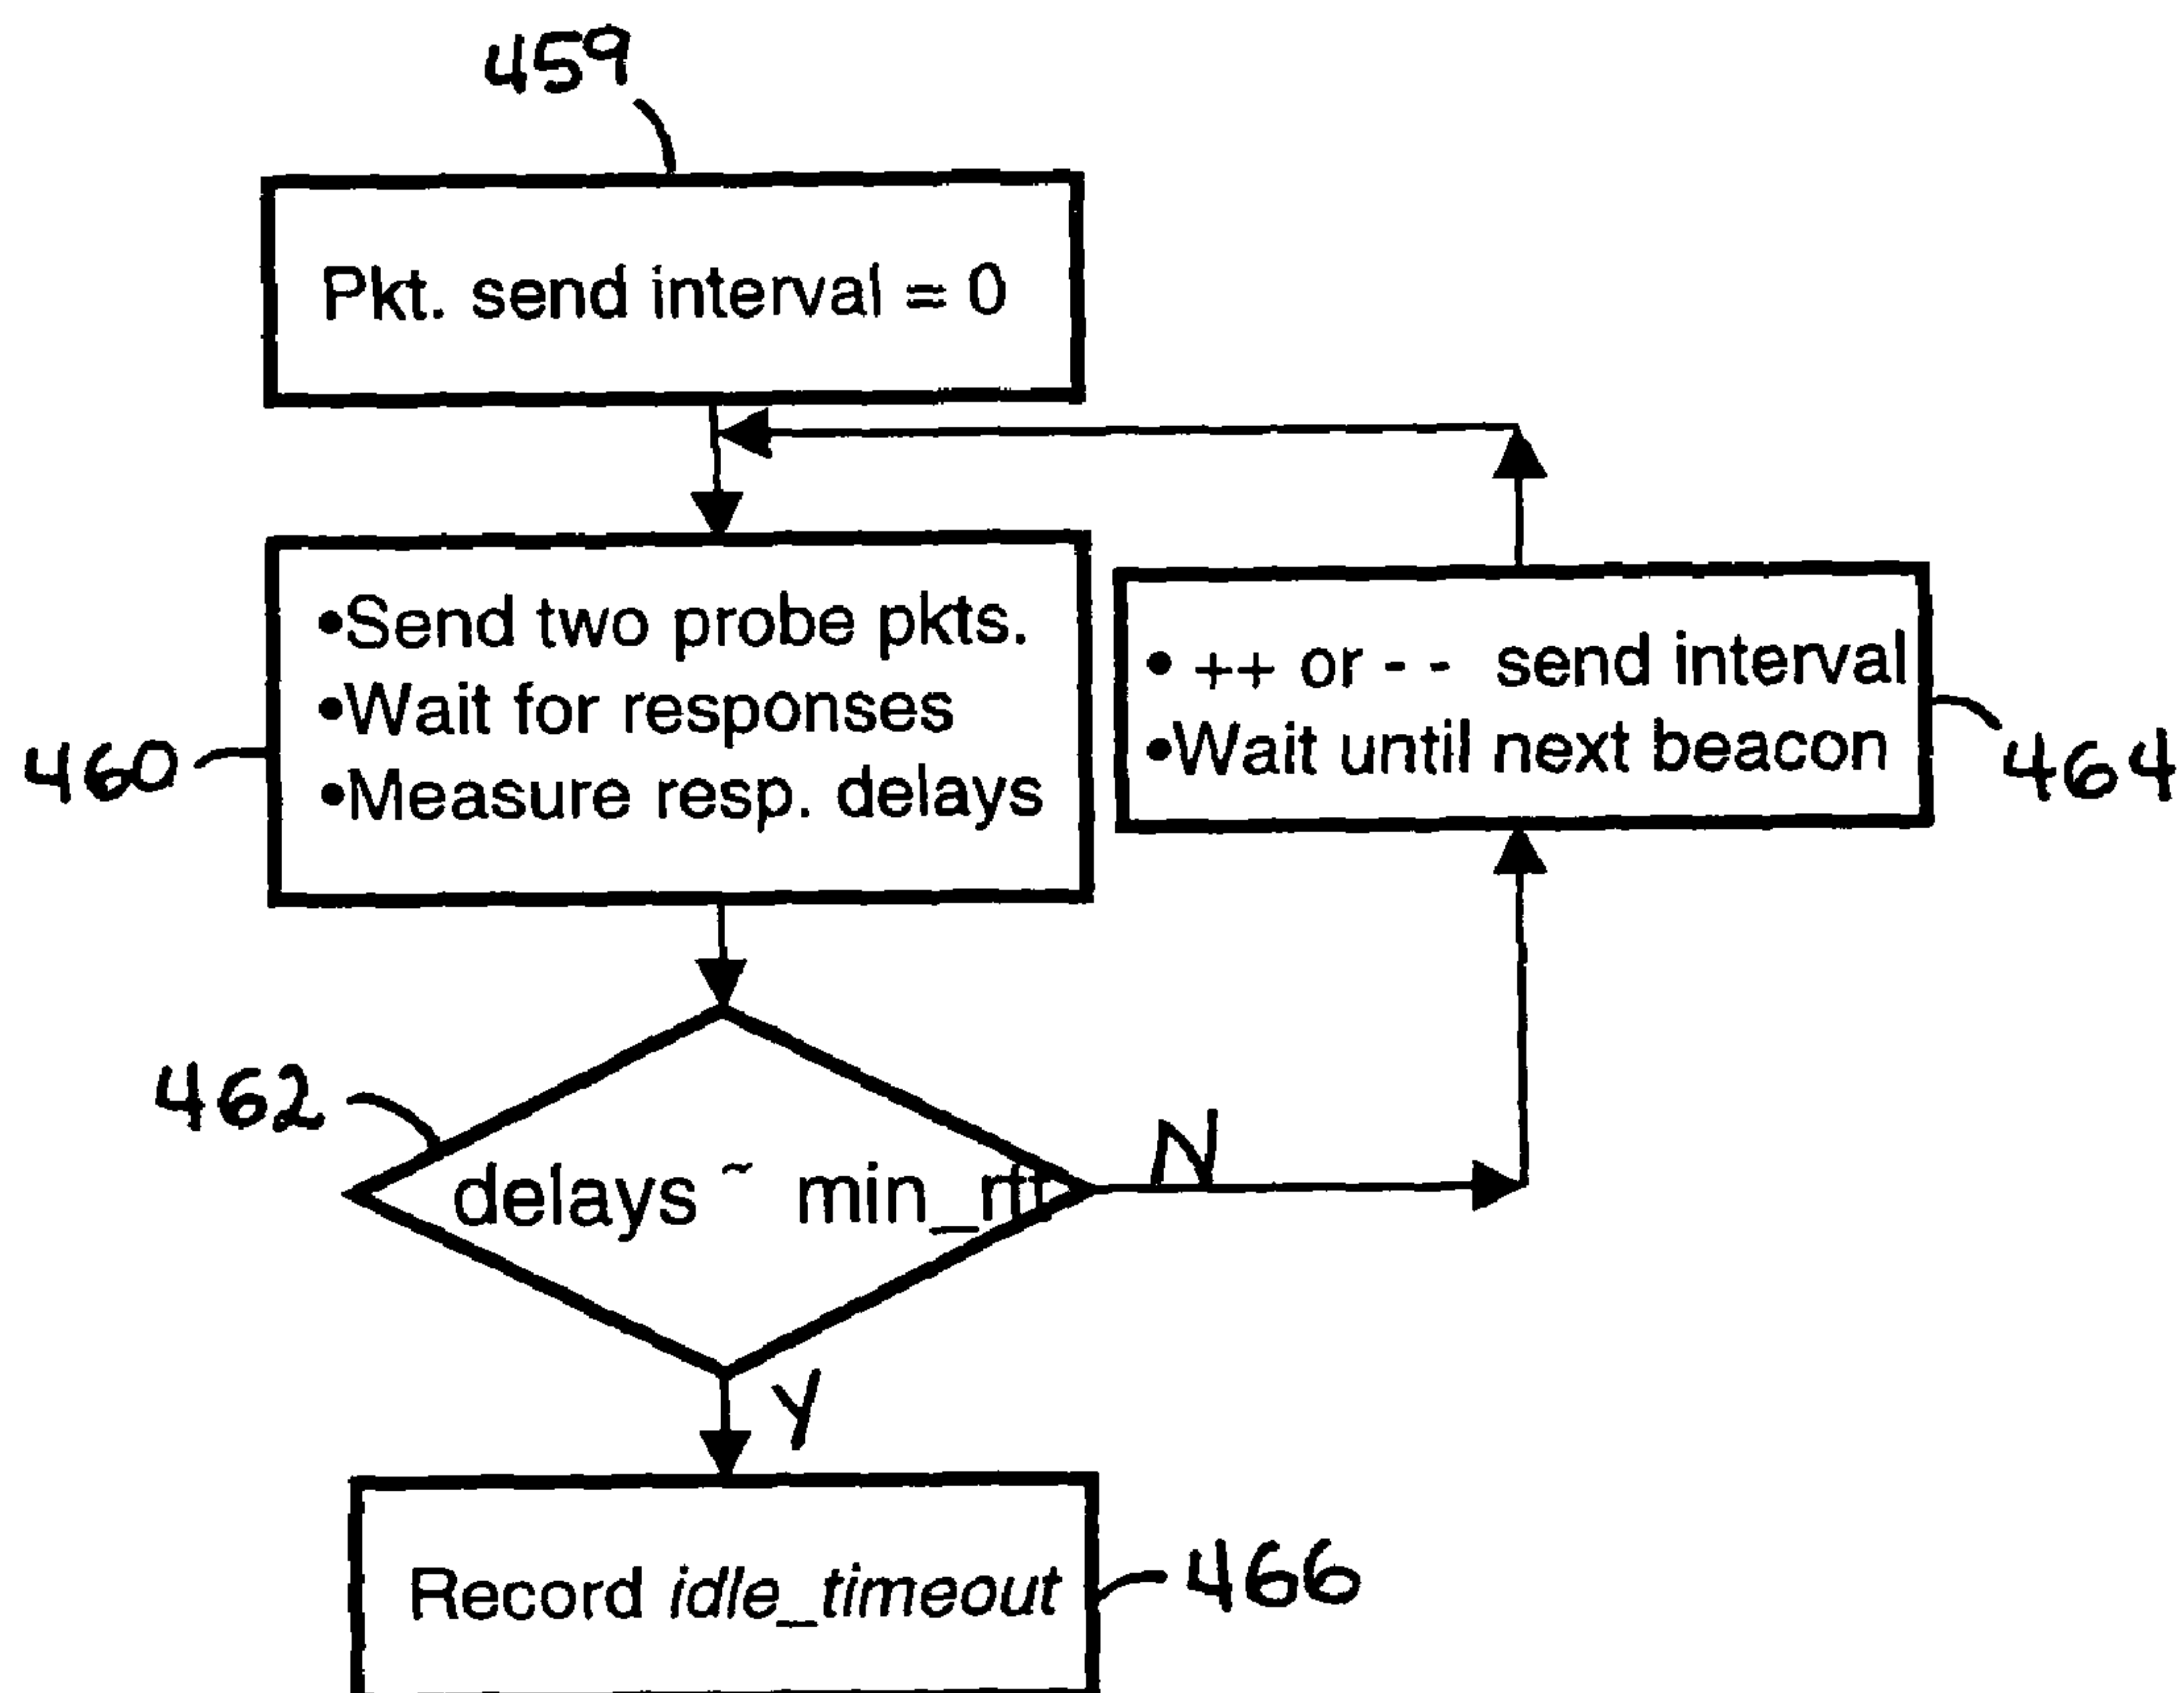 459
Pkt. send interval = 0
•Send two probe pkts.
•Wait for responses
•Measure resp. delays
460
• ++ or - - send interval
•Wait until next beacon
464
462
delays ~
N
Y
Record idle_timeout
466